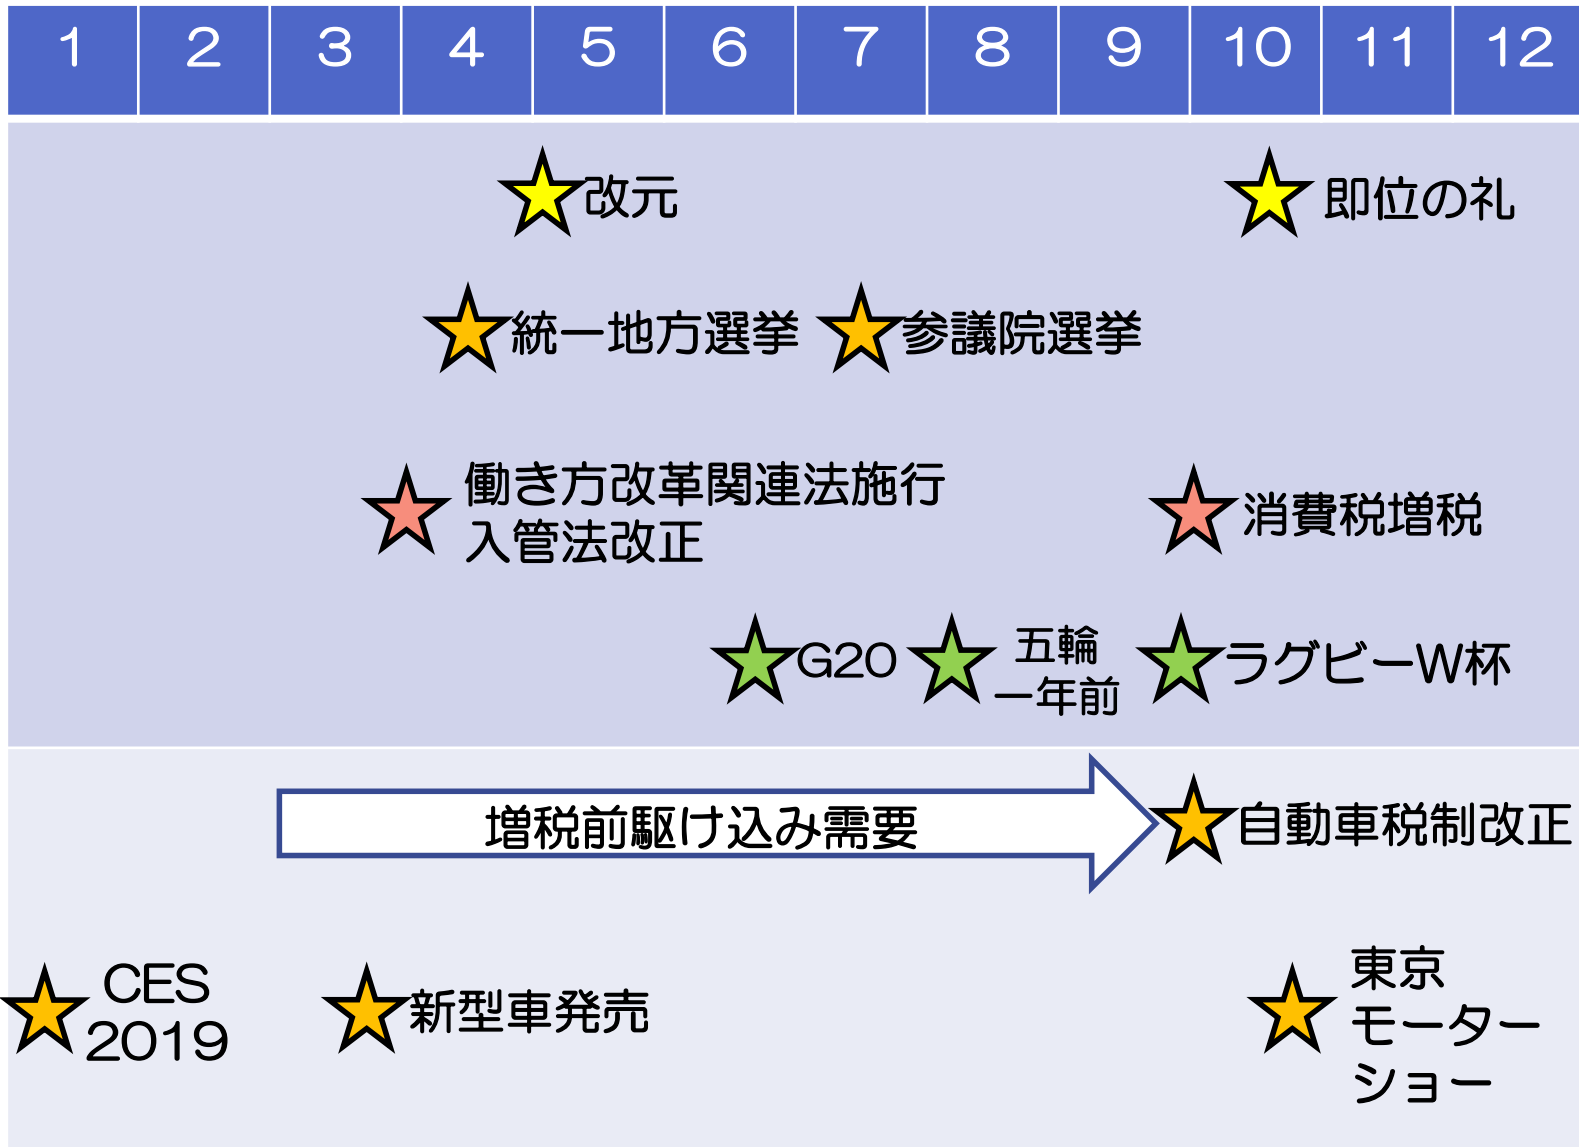 1 2 3 4 5 6 7 8 9 10 11 12
改元
即位の礼
統一地方選挙
参議院選挙
働き方改革関連法施行
入管法改正
消費税増税
G20
五輪
一年前
ラグビーW杯
増税前駆け込み需要
自動車税制改正
CES
2019
新型車発売
東京
モーター
ショー